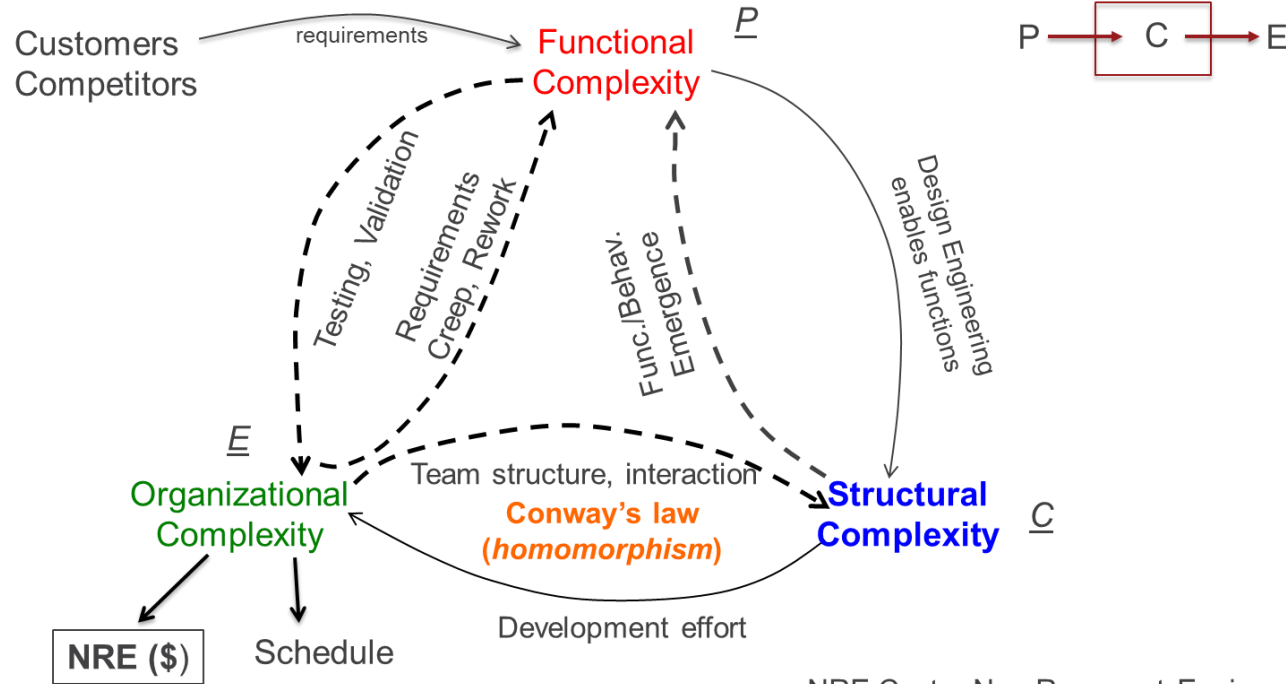 Customers
Competitors
requirements
Functional
Complexity
P
P
C
E
Testing, Validation
Requirements
Creep, Rework
Func./Behav.
Emergence
Design Engineering
enables functions
E
Organizational
Complexity
Team structure, interaction
Conway's law
(homomorphism)
Structural
Complexity
C
Development effort
NRE ($)
Schedule